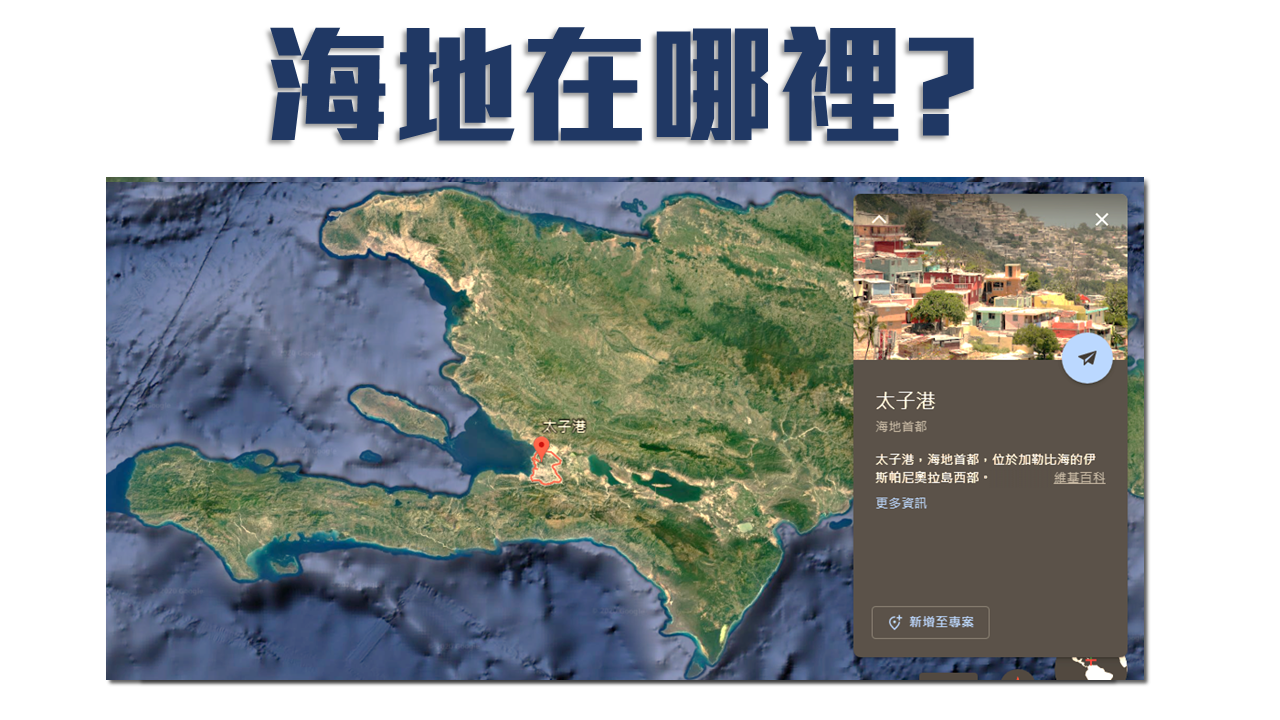 海地在哪裡?
太子港
太子港
海地首都
太子港，海地首都，位於加勒比海的伊
斯帕尼奧拉島西部。 維基百科
更多資訊
新增至專案